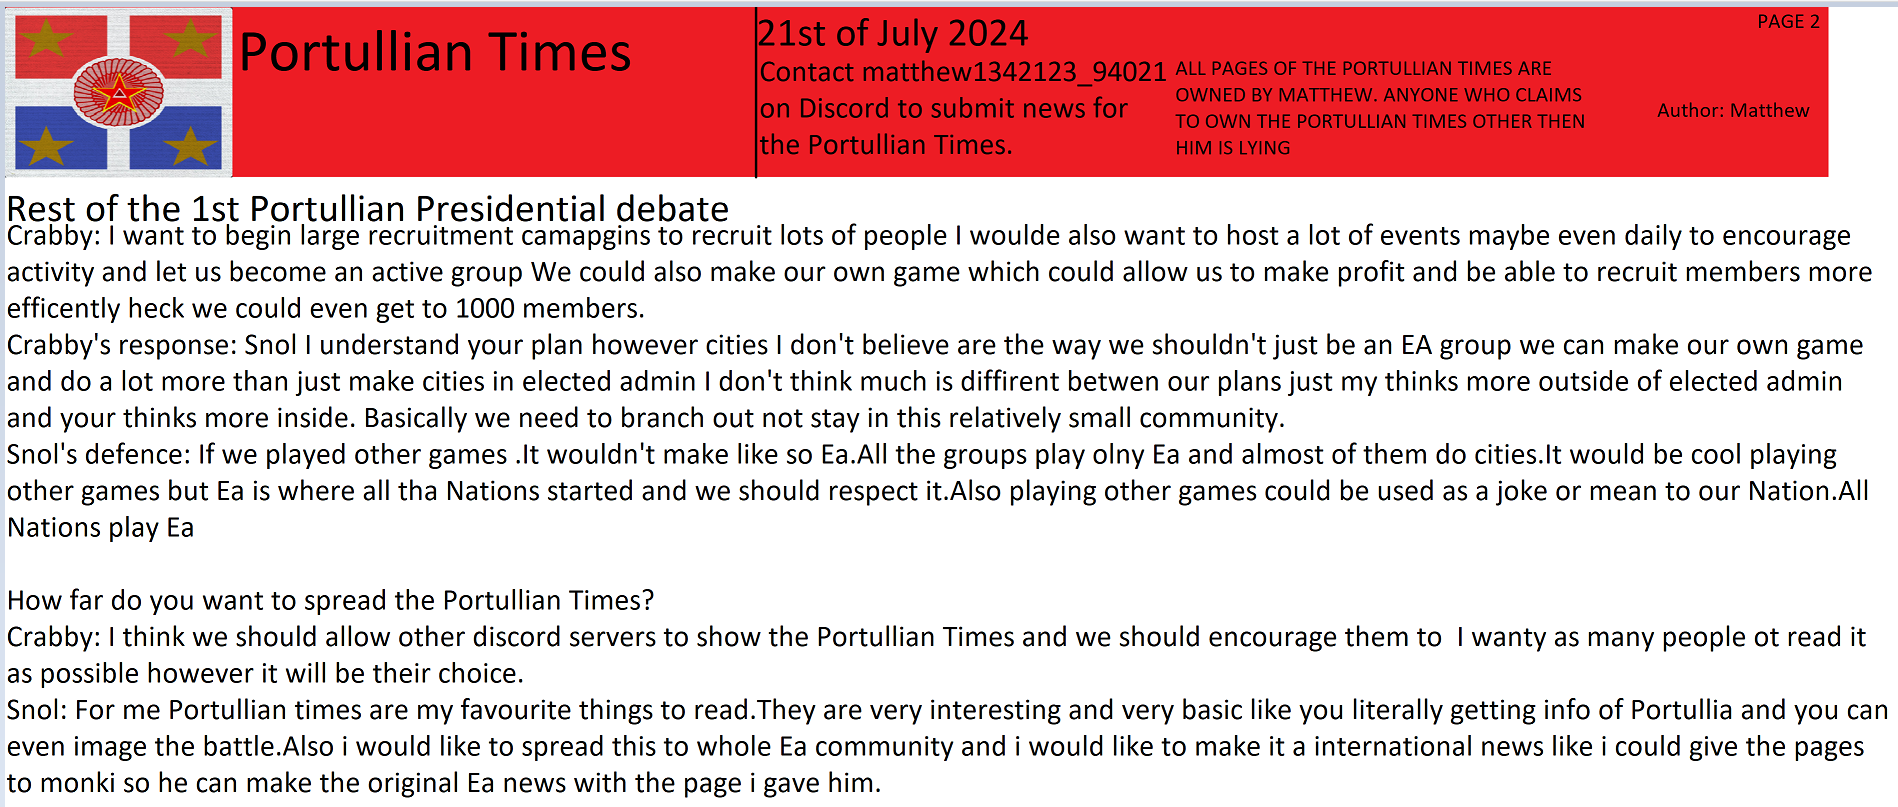 Portullian Times
21st of July 2024
Contact matthew1342123_94021
on Discord to submit news for
the Portullian Times.
ALL PAGES OF THE PORTULLIAN TIMES ARE
OWNED BY MATTHEW. ANYONE WHO CLAIMS
TO OWN THE PORTULLIAN TIMES OTHER THEN
HIM IS LYING
PAGE 2
Author: Matthew
Rest of the 1st Portullian Presidential debate
Crabby: I want to begin large recruitment camapgins to recruit lots of people I woulde also want to host a lot of events maybe even daily to encourage
activity and let us become an active group We could also make our own game which could allow us to make profit and be able to recruit members more
efficently heck we could even get to 1000 members.
Crabby's response: Snol I understand your plan however cities I don't believe are the way we shouldn't just be an EA group we can make our own game
and do a lot more than just make cities in elected admin I don't think much is diffirent betwen our plans just my thinks more outside of elected admin
and your thinks more inside. Basically we need to branch out not stay in this relatively small community.
Snol's defence: If we played other games .It wouldn't make like so Ea.All the groups play olny Ea and almost of them do cities.It would be cool playing
other games but Ea is where all tha Nations started and we should respect it.Also playing other games could be used as a joke or mean to our Nation.All
Nations play Ea
How far do you want to spread the Portullian Times?
Crabby: I think we should allow other discord servers to show the Portullian Times and we should encourage them to  I wanty as many people ot read it
as possible however it will be their choice.
Snol: For me Portullian times are my favourite things to read.They are very interesting and very basic like you literally getting info of Portullia and you can
even image the battle.Also i would like to spread this to whole Ea community and i would like to make it a international news like i could give the pages
to monki so he can make the original Ea news with the page i gave him.